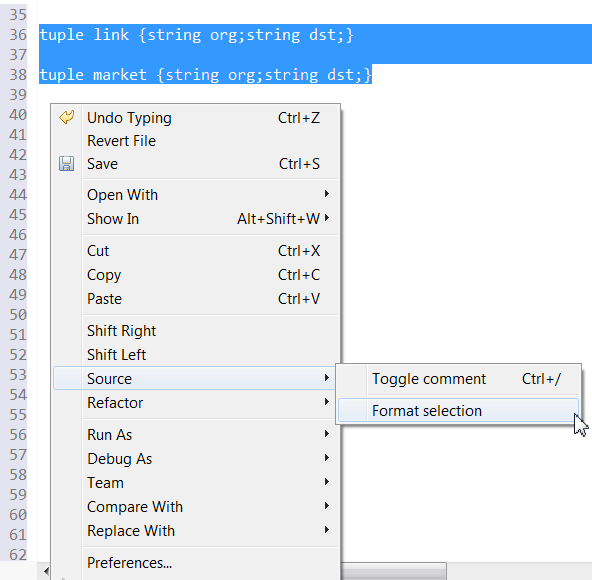 35
36 tuple link {string org;string dst;}
37
38 tuple market {string org;string dst;}
39
40 Undo Typing Ctrl+Z
41 Revert File
42 Save Ctrl+S
43
44 Open With
45 Show In Alt+Shift+W
46
47 Cut Ctrl+X
48 Copy Ctrl+C
49 Paste Ctrl+V
50
51 Shift Right
52 Shift Left
53 Source Toggle comment Ctrl+/
54 Refactor Format selection
55
56 Run As
57 Debug As
58 Team
59 Compare With
60 Replace With
61
62 Preferences...